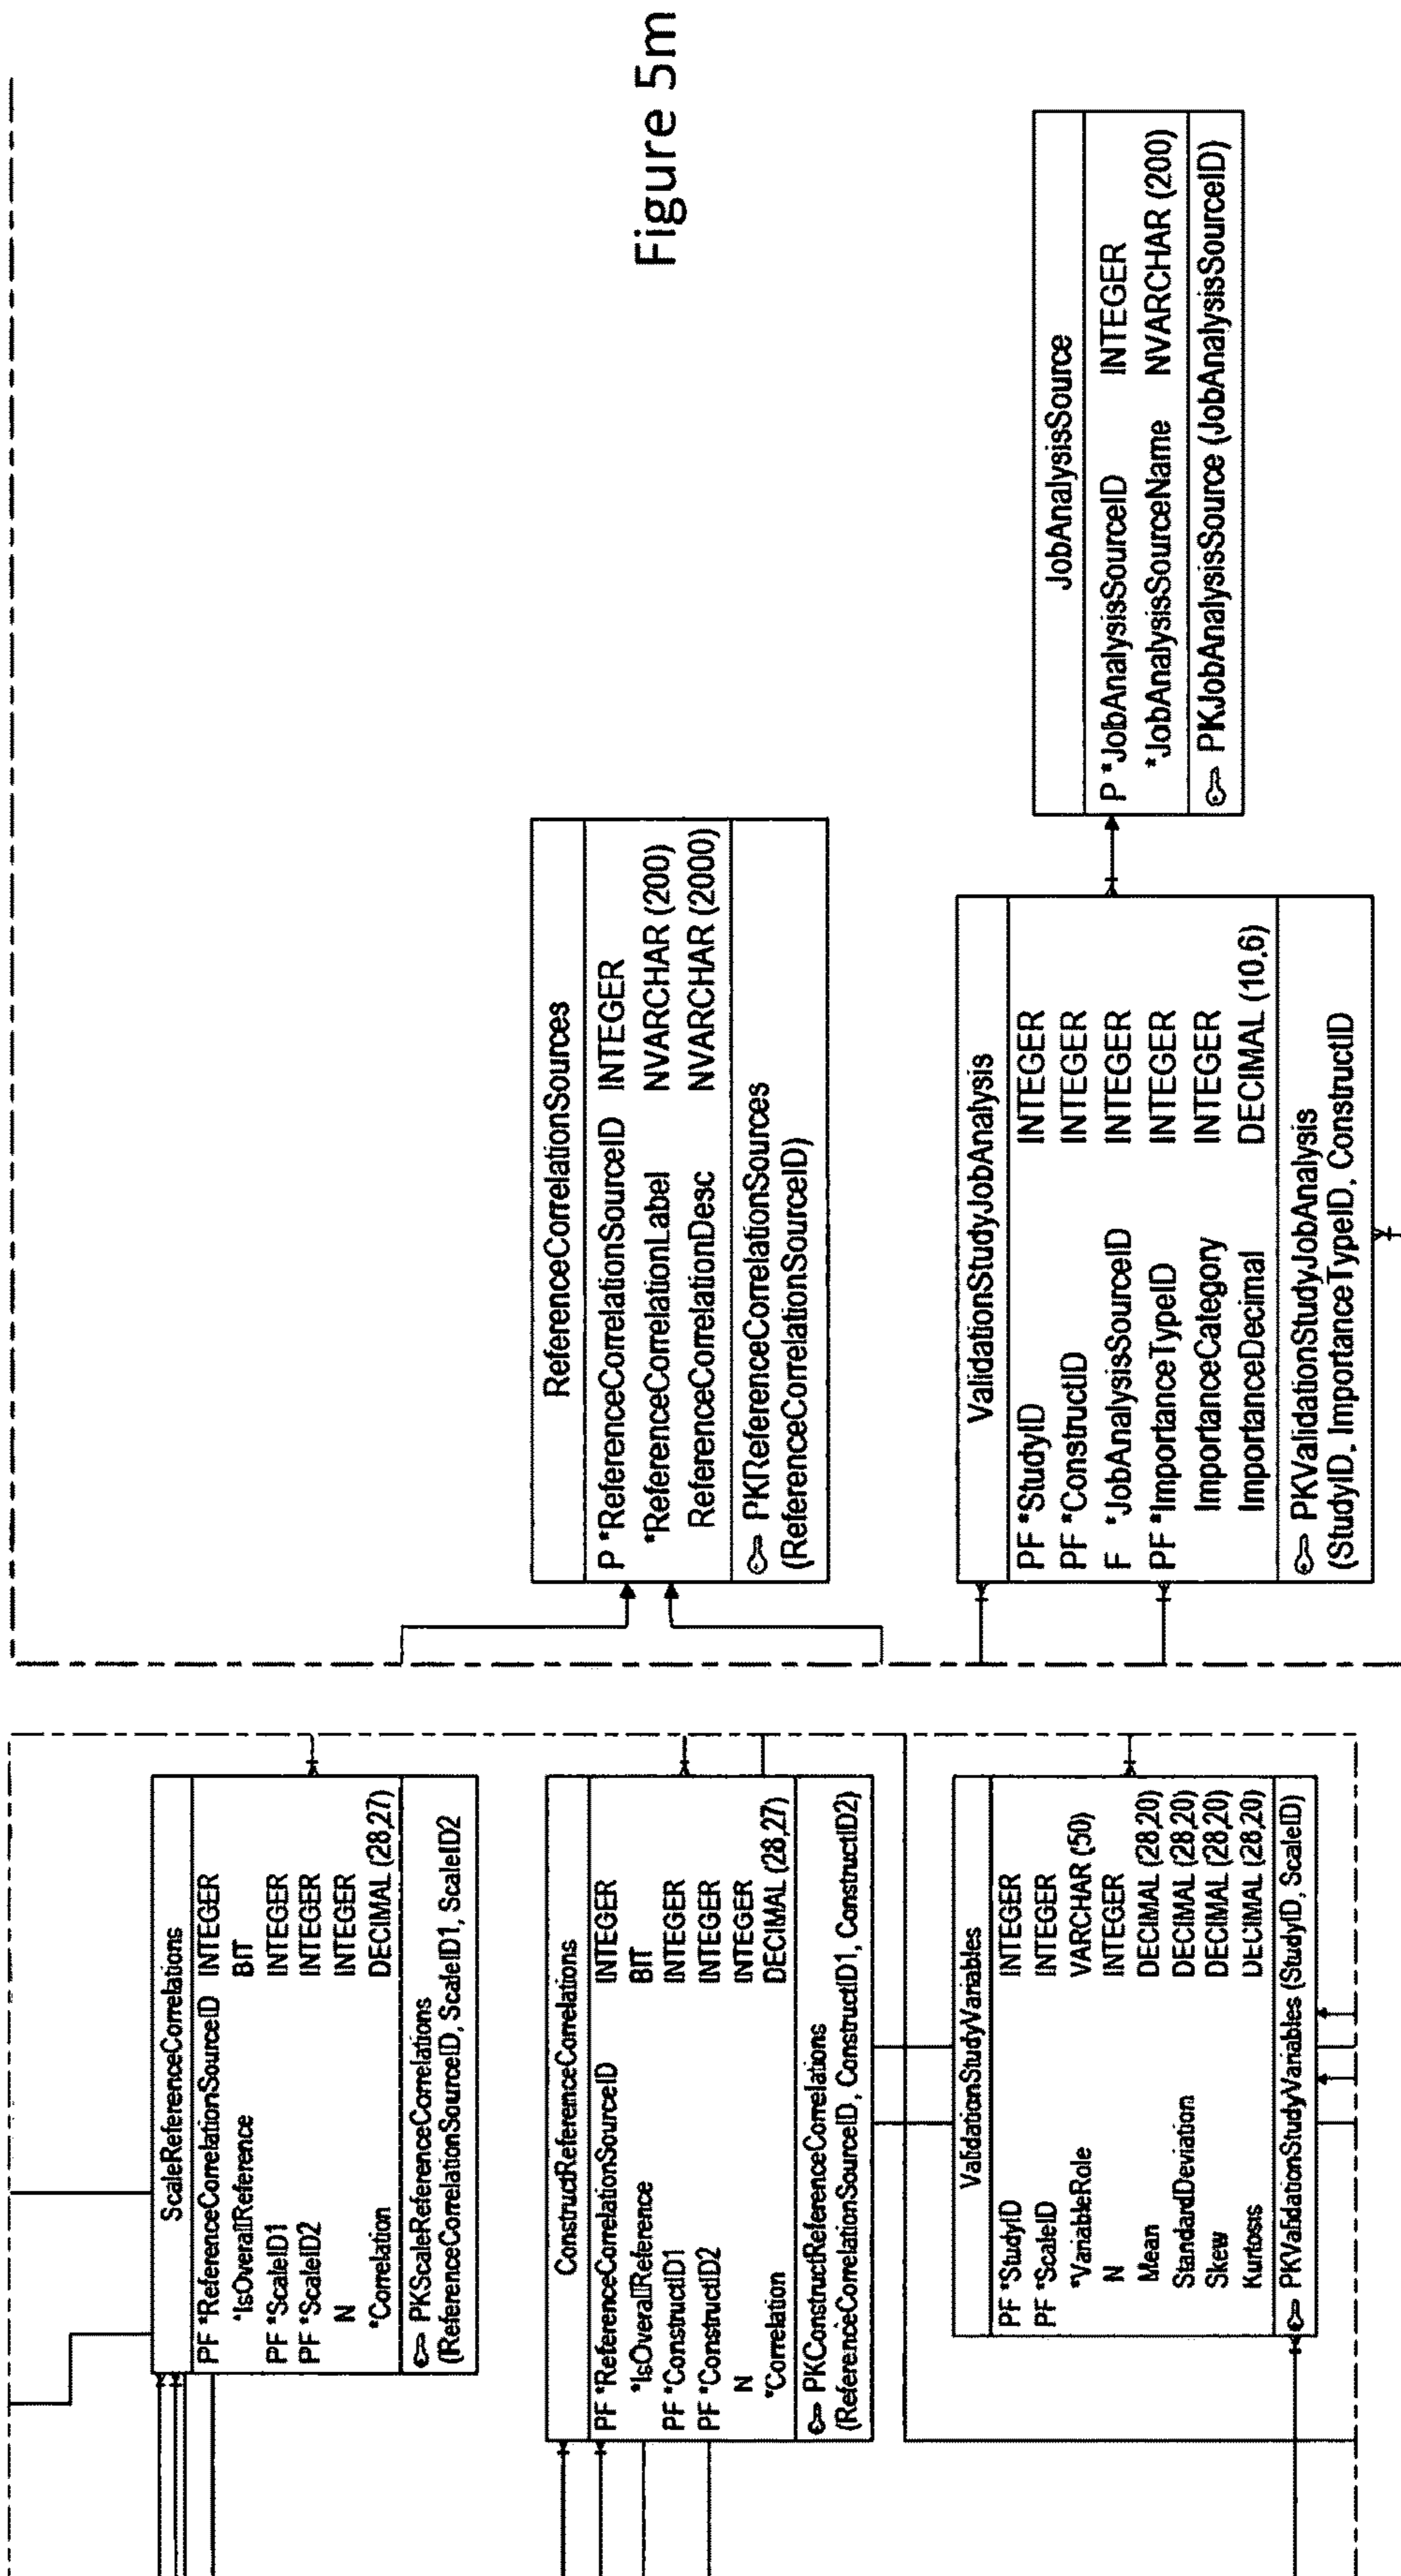 ScaleReferenceCorrelations
PF *ReferenceCorrelationSourceID INTEGER
*IsOverallReference BIT
PF *ScaleID1 INTEGER
PF *ScaleID2 INTEGER
N INTEGER
*Correlation DECIMAL (28,27)
PKScaleReferenceCorrelations
(ReferenceCorrelationSourceID, ScaleID1, ScaleID2
ConstructReferenceCorrelations
PF *ReferenceCorrelationSourceID INTEGER
*IsOverallReference BIT
PF *ConstructID1 INTEGER
PF *ConstructID2 INTEGER
N INTEGER
*Correlation DECIMAL (28,27)
PKConstructReferenceCorrelations
(ReferenceCorrelationSourceID, ConstructID1, ConstructID2)
ValidationStudyVariables
PF *StudyID INTEGER
PF *ScaleID INTEGER
*VariableRole VARCHAR (50)
N INTEGER
Mean DECIMAL (28,20)
StandardDeviation DECIMAL (28,20)
Skew DECIMAL (28,20)
Kurtosis DECIMAL (28,20)
PKValidationStudyVariables (StudyID, ScaleID)
ReferenceCorrelationSources
P *ReferenceCorrelationSourceID INTEGER
*ReferenceCorrelationLabel NVARCHAR (200)
ReferenceCorrelationDesc NVARCHAR (2000)
PKReferenceCorrelationSources
(ReferenceCorrelationSourceID)
ValidationStudyJobAnalysis
PF *StudyID INTEGER
PF *ConstructID INTEGER
F *JobAnalysisSourceID INTEGER
PF *ImportanceTypeID INTEGER
ImportanceCategory INTEGER
ImportanceDecimal DECIMAL (10,6)
PKValidationStudyJobAnalysis
(StudyID, ImportanceTypeID, ConstructID
JobAnalysisSource
P *JobAnalysisSourceID INTEGER
*JobAnalysisSourceName NVARCHAR (200)
PKJobAnalysisSource (JobAnalysisSourceID)
Figure 5m